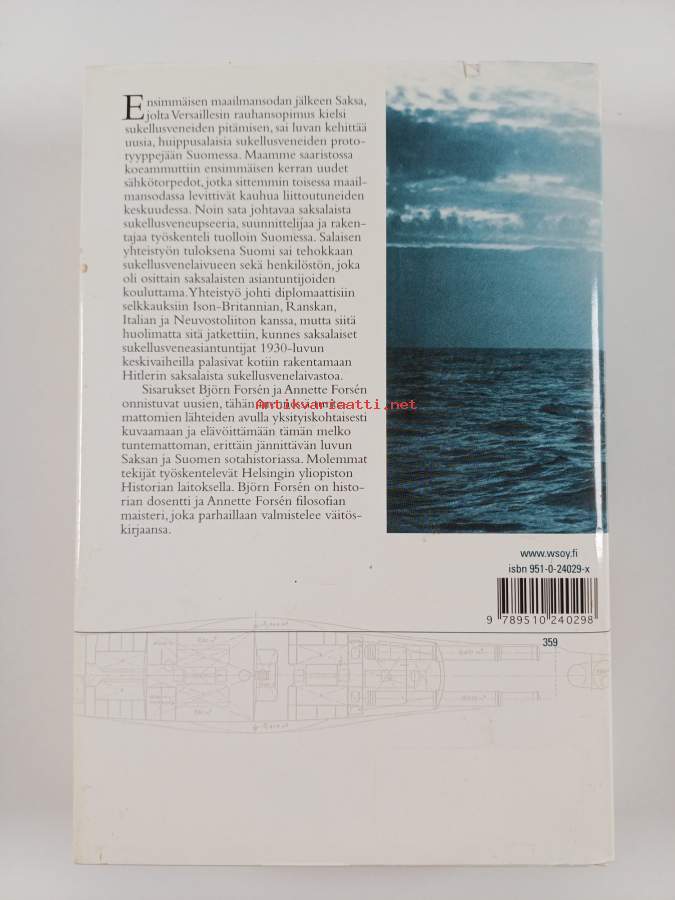 Ensimmäisen maailmansodan jälkeen Saksa,
jolta Versaillesin rauhansopimus kielsi
sukellusveneiden pitämisen, sai luvan kehittää
uusia, huippusalaisia sukellusveneiden proto-
tyyppejään Suomessa. Maamme saaristossa
koeammuttiin ensimmäisen kerran uudet
sähkötorpedot, jotka sittemmin toisessa maail-
mansodassa levittivät kauhua liittoutuneiden
keskuudessa. Noin sata johtavaa saksalaista
sukellusveneupseeria, suunnittelijaa ja raken-
tajaa työskenteli tuolloin Suomessa. Salaisen
yhteistyön tuloksena Suomi sai tehokkaan
sukellusvenelaivueen sekä henkilöstön, joka
oli osittain saksalaisten asiantuntijoiden
kouluttama. Yhteistyö johti diplomaattisiin
selkkauksiin Ison-Britannian, Ranskan,
Italian ja Neuvostoliiton kanssa, mutta siitä
huolimatta sitä jatkettiin, kunnes saksalaiset
sukellusveneasiantuntijat 1930-luvun
keskivaiheilla palasivat kotiin rakentamaan
Hitlerin saksalaista sukellusvenelaivastoa.
Sisarukset Björn Forsén ja Annette Forsén
onnistuvat uusien, tähän
Antikvariaatti.net
mattomien lähteiden avulla yksityiskohtaisesti
kuvaamaan ja elävöittämään tämän melko
tuntemattoman, erittäin jännittävän luvun
Saksan ja Suomen sotahistoriassa. Molemmat
tekijät työskentelevät Helsingin yliopiston
Historian laitoksella. Björn Forsén on histo-
rian dosentti ja Annette Forsén filosofian
maisteri, joka parhaillaan valmistelee väitös-
kirjaansa.
www.wsoy.fi
isbn 951-0-24029-x
9 789510 240298
359